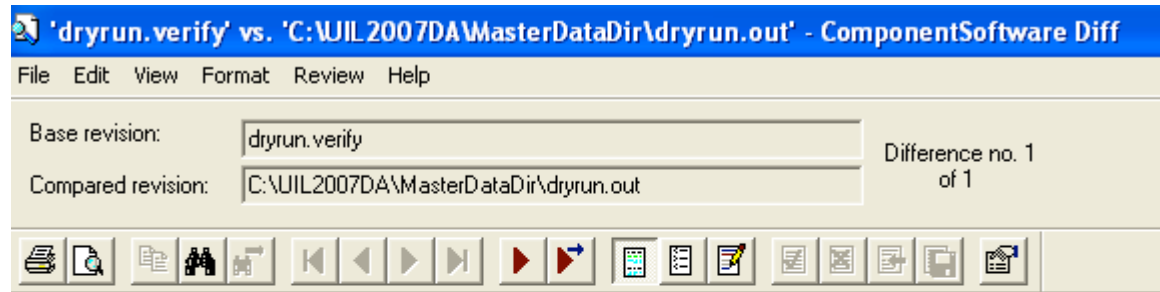 'dryrun.verify' vs. 'C:\UIL2007DA\MasterDataDir\dryrun.out' - ComponentSoftware Diff
File Edit View Format Review Help
Base revision: dryrun.verify
Compared revision: C:\UIL2007DA\MasterDataDir\dryrun.out
Difference no. 1
of 1